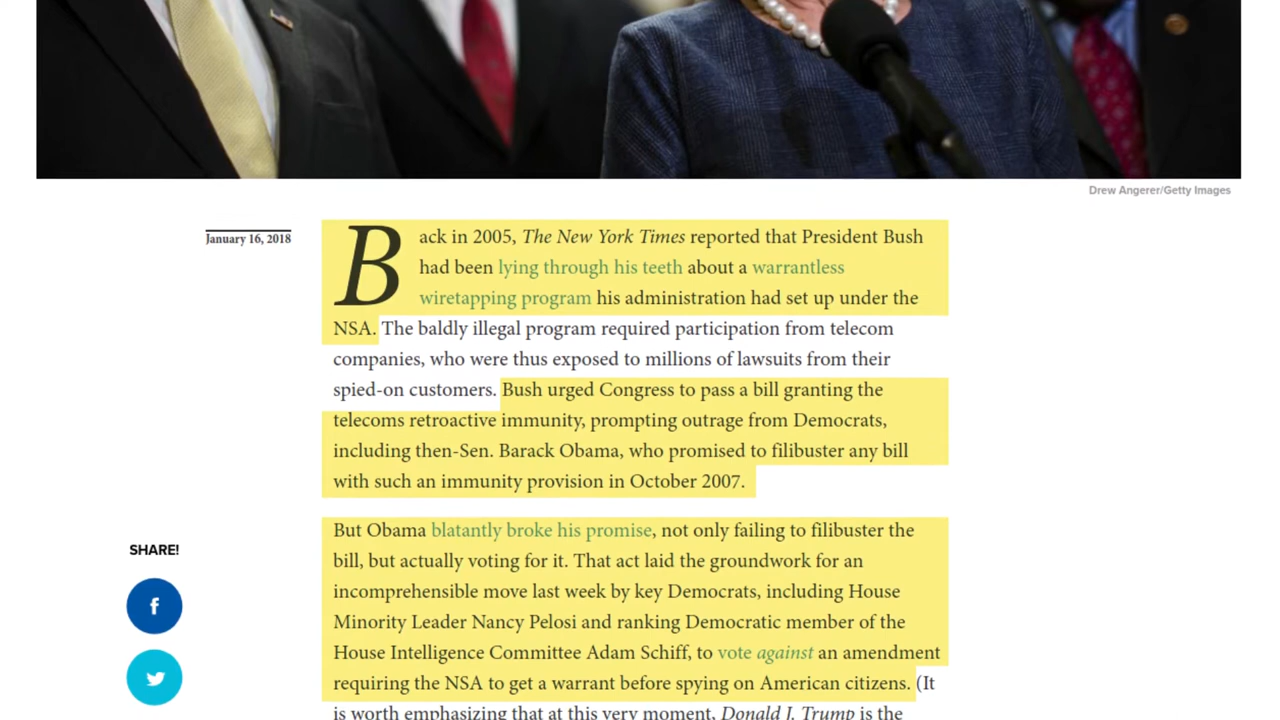 Drew Angerer/Getty Images
January 16, 2018
Back in 2005, The New York Times reported that President Bush
had been lying through his teeth about a warrantless
wiretapping program his administration had set up under the
NSA. The baldly illegal program required participation from telecom
companies, who were thus exposed to millions of lawsuits from their
spied-on customers. Bush urged Congress to pass a bill granting the
telecoms retroactive immunity, prompting outrage from Democrats,
including then-Sen. Barack Obama, who promised to filibuster any bill
with such an immunity provision in October 2007.
But Obama blatantly broke his promise, not only failing to filibuster the
bill, but actually voting for it. That act laid the groundwork for an
incomprehensible move last week by key Democrats, including House
Minority Leader Nancy Pelosi and ranking Democratic member of the
House Intelligence Committee Adam Schiff, to vote against an amendment
requiring the NSA to get a warrant before spying on American citizens. (It
is worth emphasizing that at this very moment, Donald J. Trump is the
SHARE!